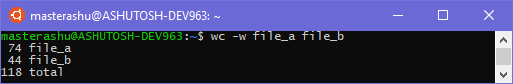 masterashu@ASHUTOSH-DEV963: ~
masterashu@ASHUTOSH-DEV963:~$ wc -w file_a file_b
 74 file_a
 44 file_b
118 total